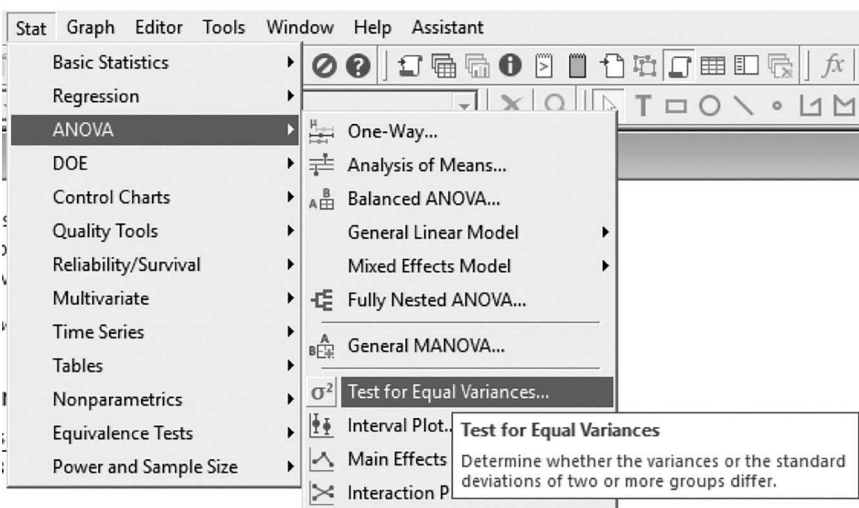 Stat Graph Editor Tools Window Help Assistant
Basic Statistics
Regression
ANOVA
DOE
Control Charts
Quality Tools
Reliability/Survival
Multivariate
Time Series
Tables
Nonparametrics
Equivalence Tests
Power and Sample Size
fx
T
One-Way...
Analysis of Means...
Balanced ANOVA...
General Linear Model
Mixed Effects Model
Fully Nested ANOVA...
General MANOVA...
σ² Test for Equal Variances...
Interval Plot..
Main Effects
Interaction P
Test for Equal Variances
Determine whether the variances or the standard
deviations of two or more groups differ.